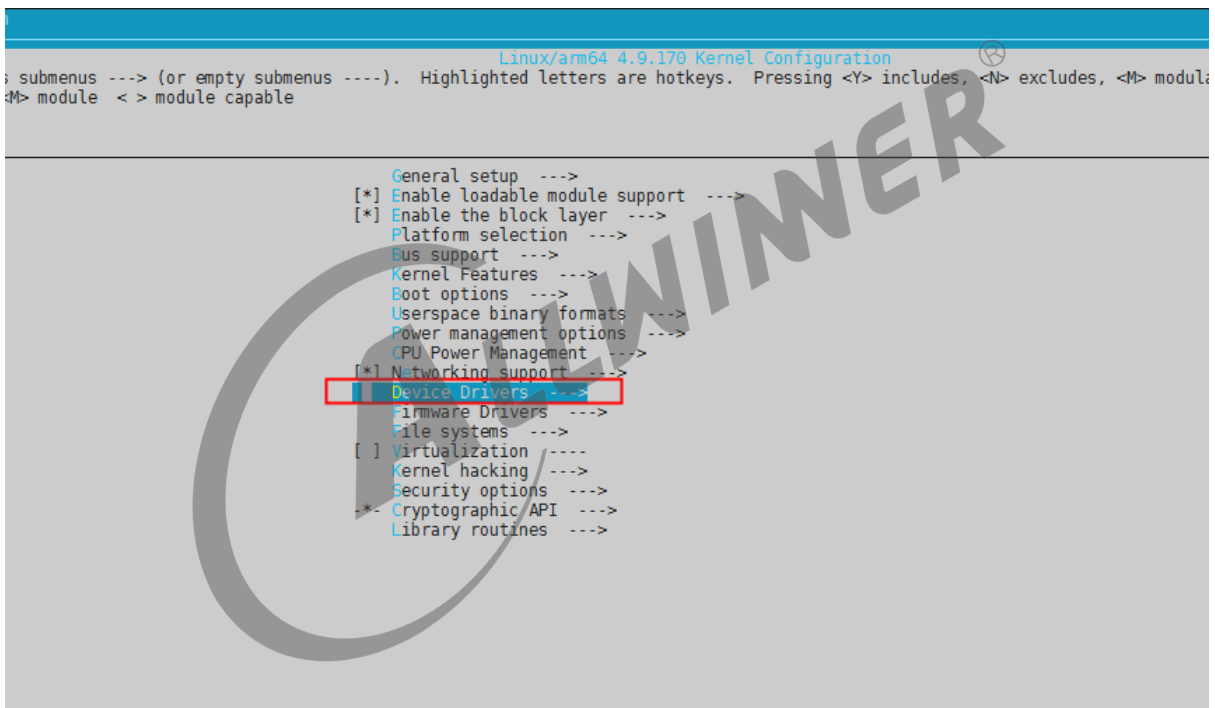 Linux/arm64 4.9.170 Kernel Configuration
submenus ---> (or empty submenus ----).  Highlighted letters are hotkeys.  Pressing <Y> includes, <N> excludes, <M>
<M> module  < > module capable
General setup  --->
[*] Enable loadable module support  --->
[*] Enable the block layer  --->
Platform selection  --->
Bus support  --->
Kernel Features  --->
Boot options  --->
Userspace binary formats  --->
Power management options  --->
CPU Power Management  --->
[*] Networking support  --->
Device Drivers  --->
Firmware Drivers  --->
File systems  --->
[ ] Virtualization  ----
Kernel hacking  --->
Security options  --->
-*- Cryptographic API  --->
Library routines  --->
ALLWINNER®